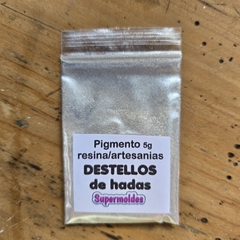 Pigmento 5g
resina/artesanias
DESTELLOS
de hadas
Supermoldes